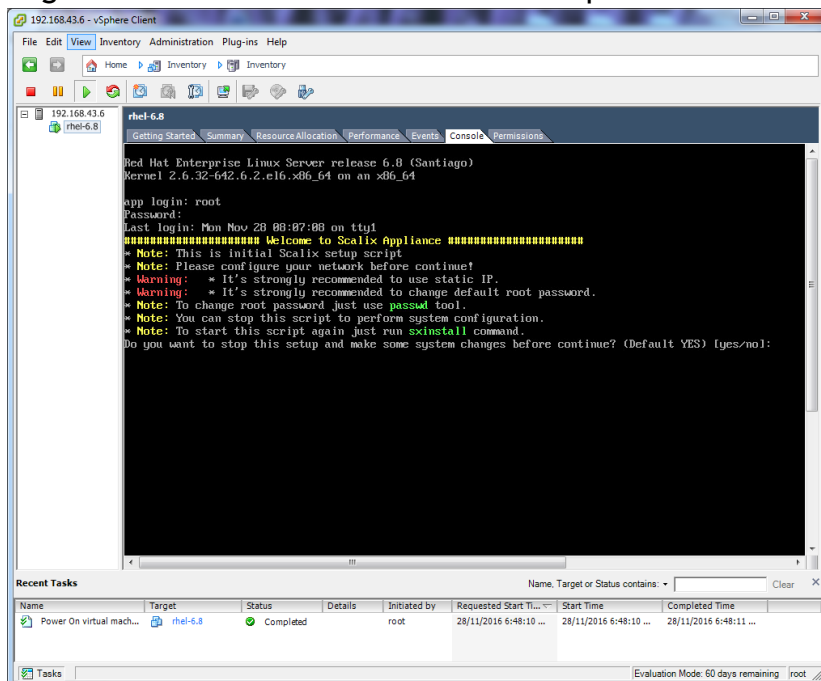 192.168.43.6 - vSphere Client
File Edit View Inventory Administration Plug-ins Help
Home Inventory Inventory
192.168.43.6
rhel-6.8
rhel-6.8
Getting Started Summary Resource Allocation Performance Events Console Permissions
Red Hat Enterprise Linux Server release 6.8 (Santiago)
Kernel 2.6.32-642.6.2.el6.x86_64 on an x86_64
app login: root
Password:
Last login: Mon Nov 28 08:07:08 on tty1
##################### Welcome to Scalix Appliance #####################
* Note: This is initial Scalix setup script
* Note: Please configure your network before continue!
* Warning: * It's strongly recommended to use static IP.
* Warning: * It's strongly recommended to change default root password.
* Note: To change root password just use passwd tool.
* Note: You can stop this script to perform system configuration.
* Note: To start this script again just run sxinstall command.
Do you want to stop this setup and make some system changes before continue? (Default YES) [yes/no]:
Recent Tasks
Name, Target or Status contains: Clear
Name Target Status Details Initiated by Requested Start Ti... Start Time Completed Time
Power On virtual mach... rhel-6.8 Completed root 28/11/2016 6:48:10 ... 28/11/2016 6:48:10 ... 28/11/2016 6:48:11 ...
Tasks Evaluation Mode: 60 days remaining root